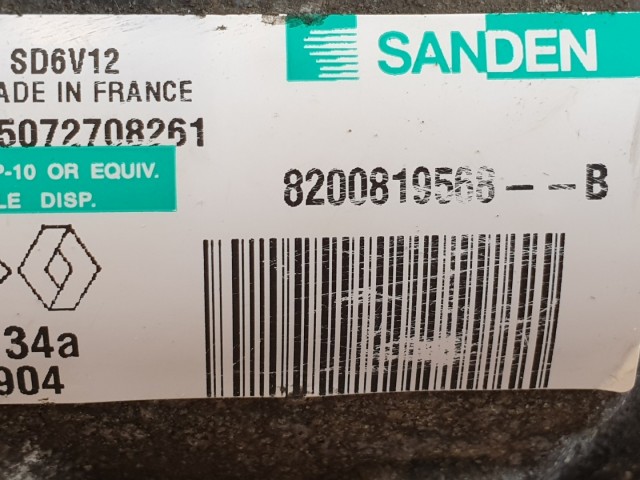 SANDEN
SD6V12
ADE IN FRANCE
5072708261
P-10 OR EQUIV.
LE DISP.
8200819568---B
34a
904